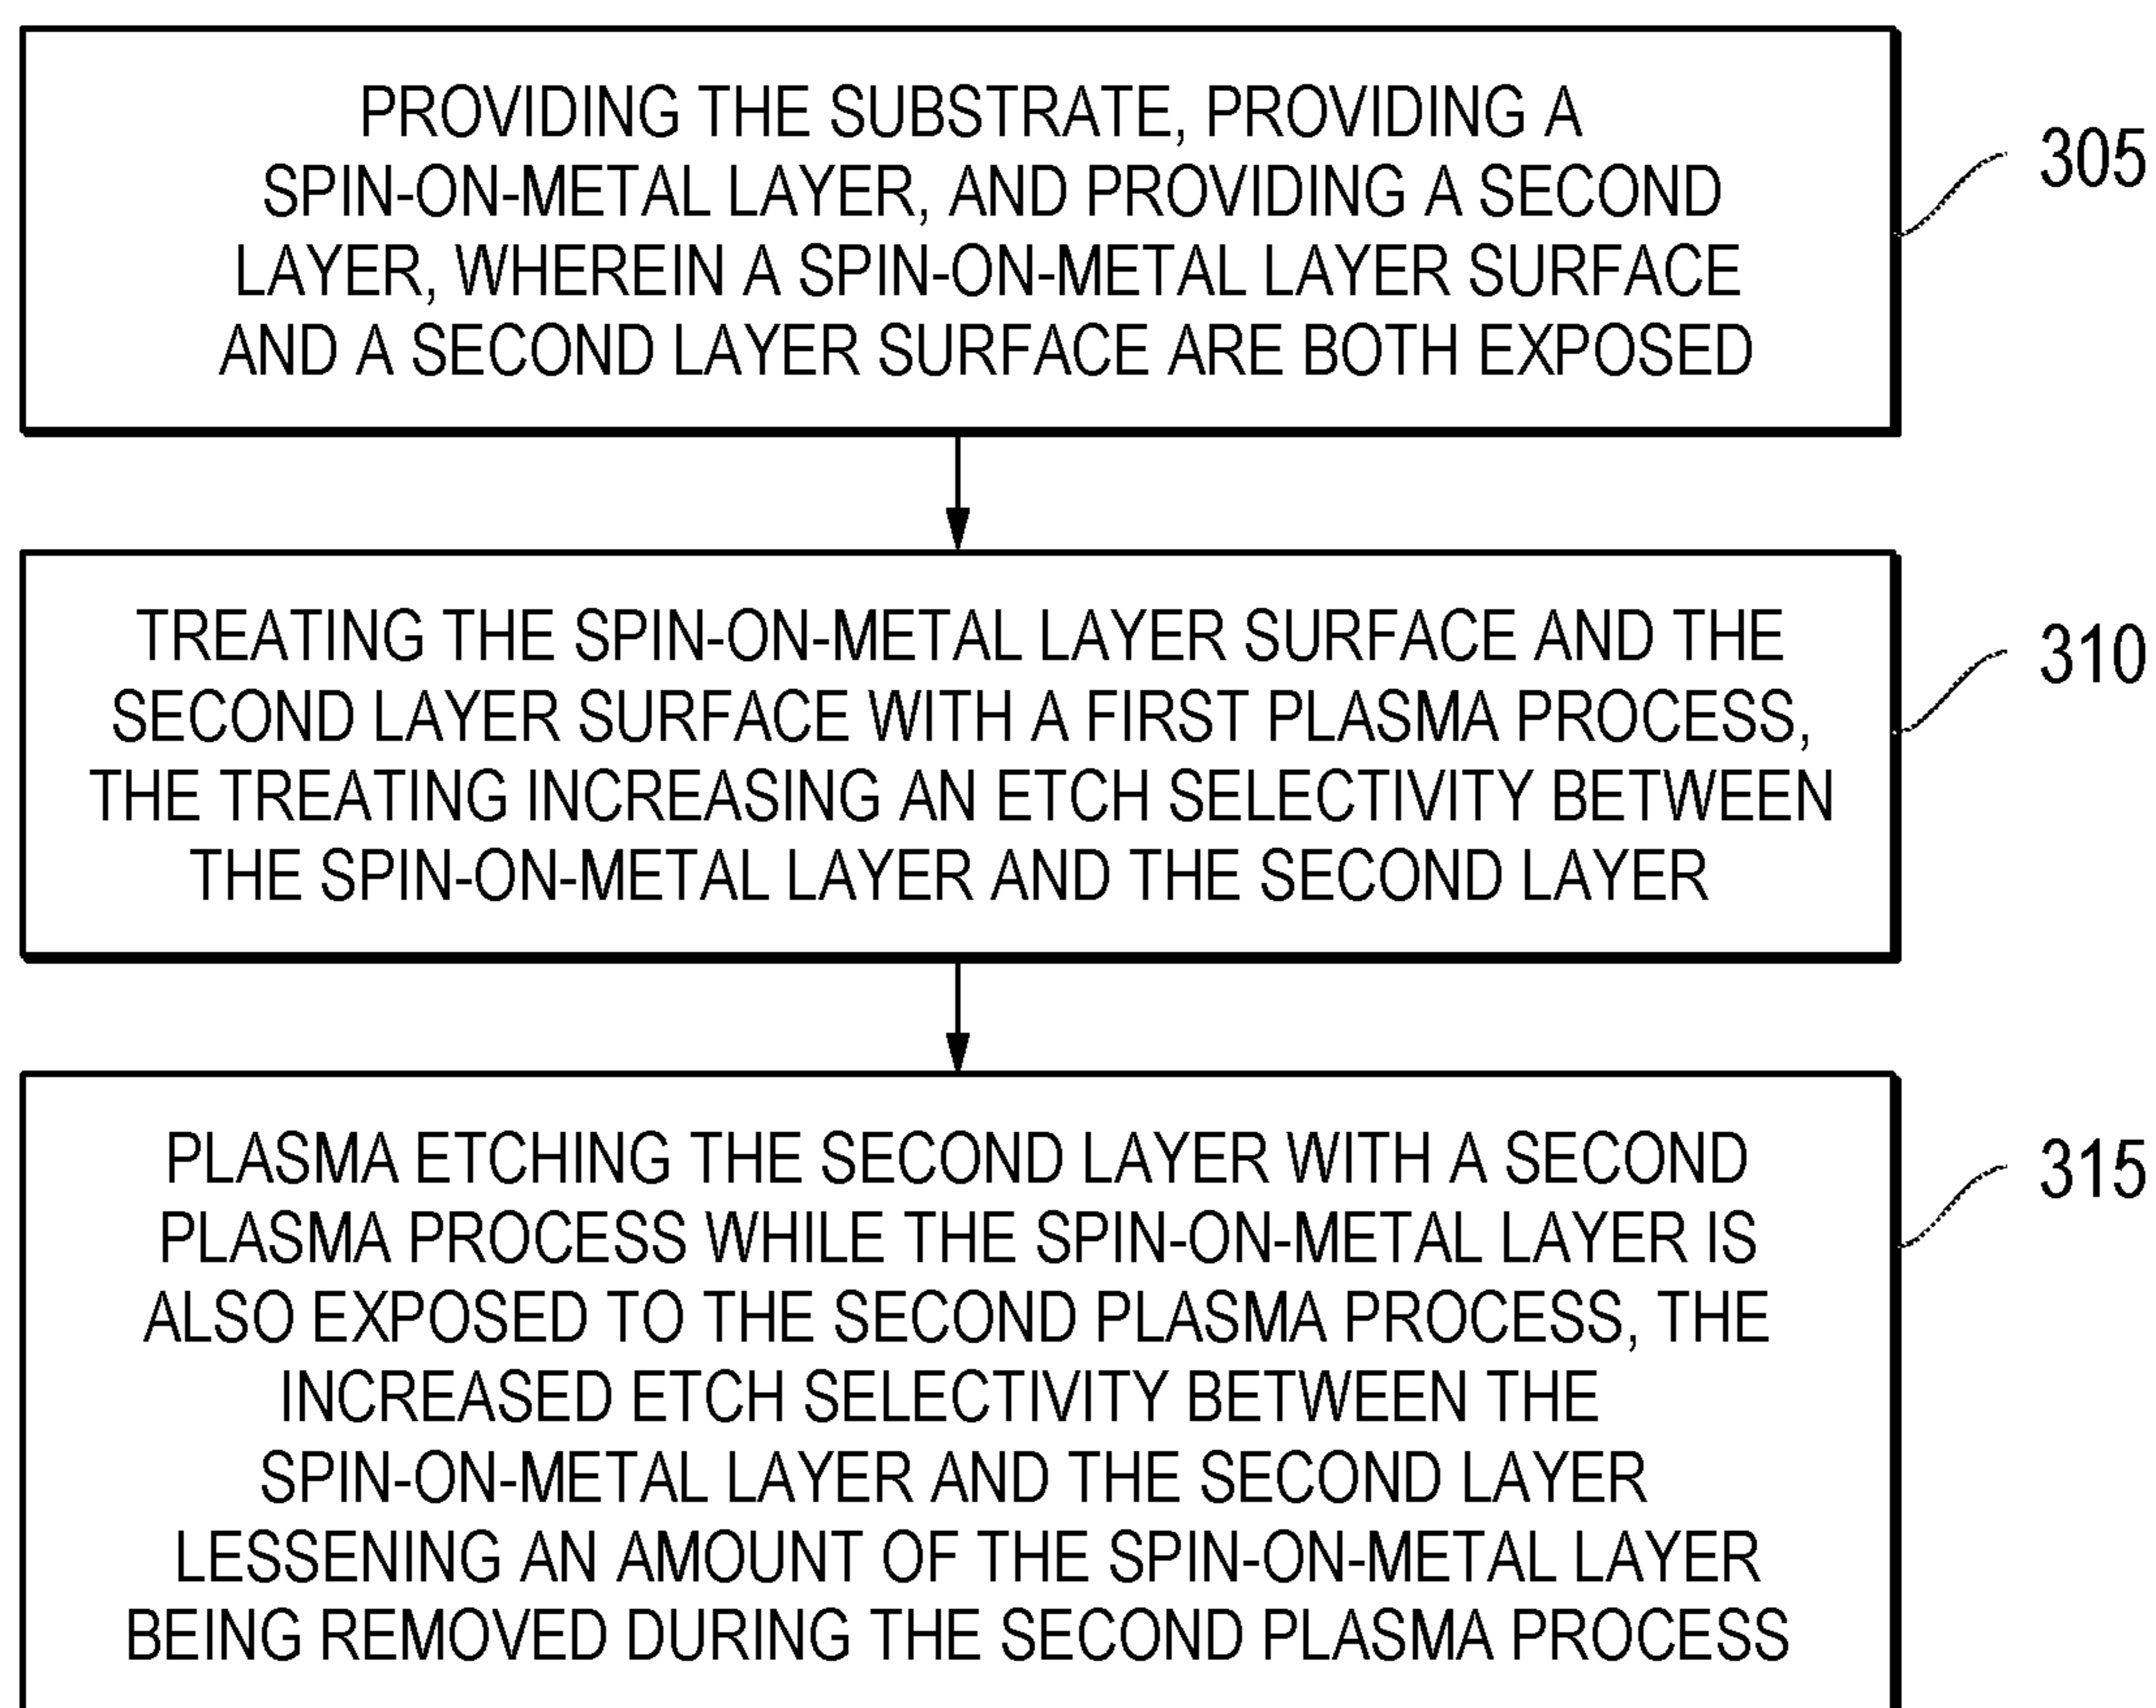 PROVIDING THE SUBSTRATE, PROVIDING A
SPIN-ON-METAL LAYER, AND PROVIDING A SECOND
LAYER, WHEREIN A SPIN-ON-METAL LAYER SURFACE
AND A SECOND LAYER SURFACE ARE BOTH EXPOSED
305
TREATING THE SPIN-ON-METAL LAYER SURFACE AND THE
SECOND LAYER SURFACE WITH A FIRST PLASMA PROCESS,
THE TREATING INCREASING AN ETCH SELECTIVITY BETWEEN
THE SPIN-ON-METAL LAYER AND THE SECOND LAYER
310
PLASMA ETCHING THE SECOND LAYER WITH A SECOND
PLASMA PROCESS WHILE THE SPIN-ON-METAL LAYER IS
ALSO EXPOSED TO THE SECOND PLASMA PROCESS, THE
INCREASED ETCH SELECTIVITY BETWEEN THE
SPIN-ON-METAL LAYER AND THE SECOND LAYER
LESSENING AN AMOUNT OF THE SPIN-ON-METAL LAYER
BEING REMOVED DURING THE SECOND PLASMA PROCESS
315